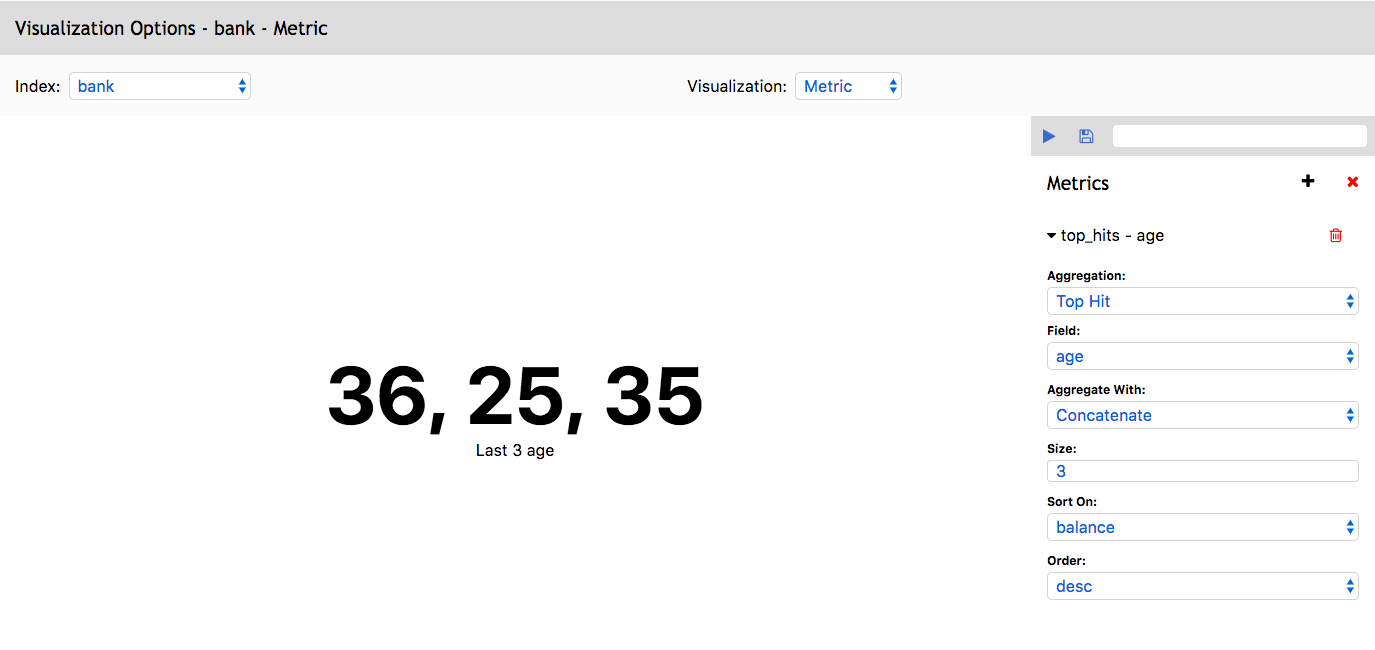 Visualization Options - bank - Metric
Index: bank Visualization: Metric
Metrics
top_hits - age
Aggregation:
Top Hit
Field:
age
Aggregate With:
Concatenate
Size:
3
Sort On:
balance
Order:
desc
36, 25, 35
Last 3 age